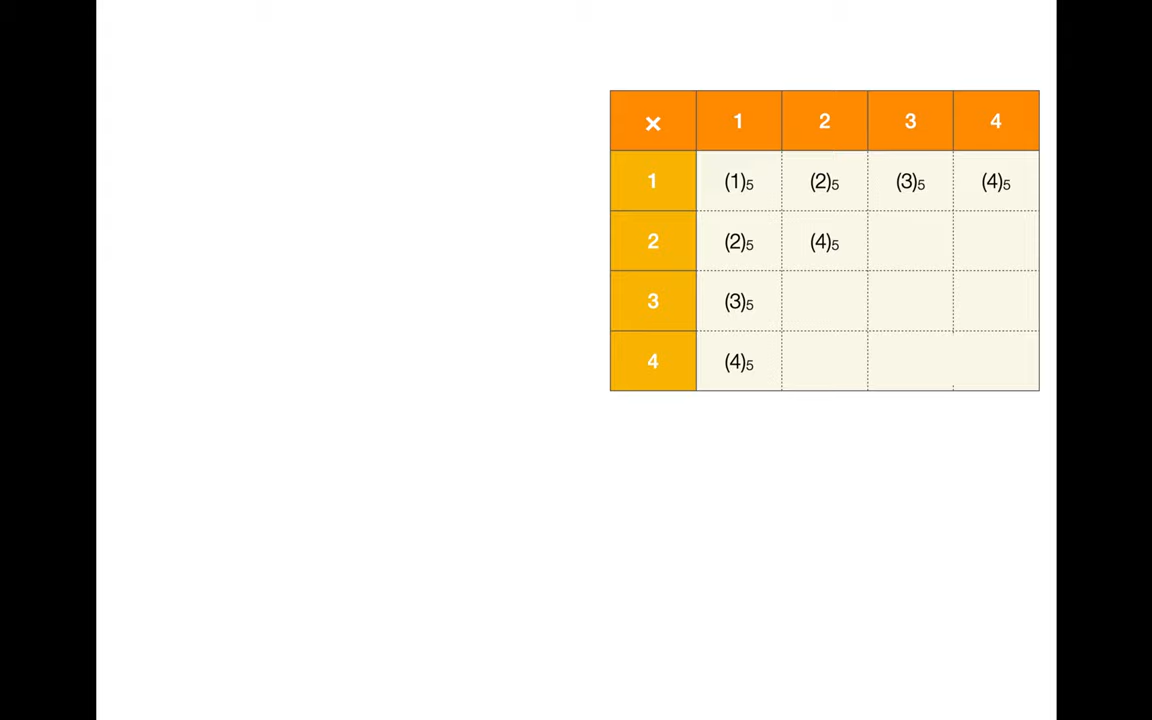 × 1 2 3 4
1 (1)₅ (2)₅ (3)₅ (4)₅
2 (2)₅ (4)₅
3 (3)₅
4 (4)₅